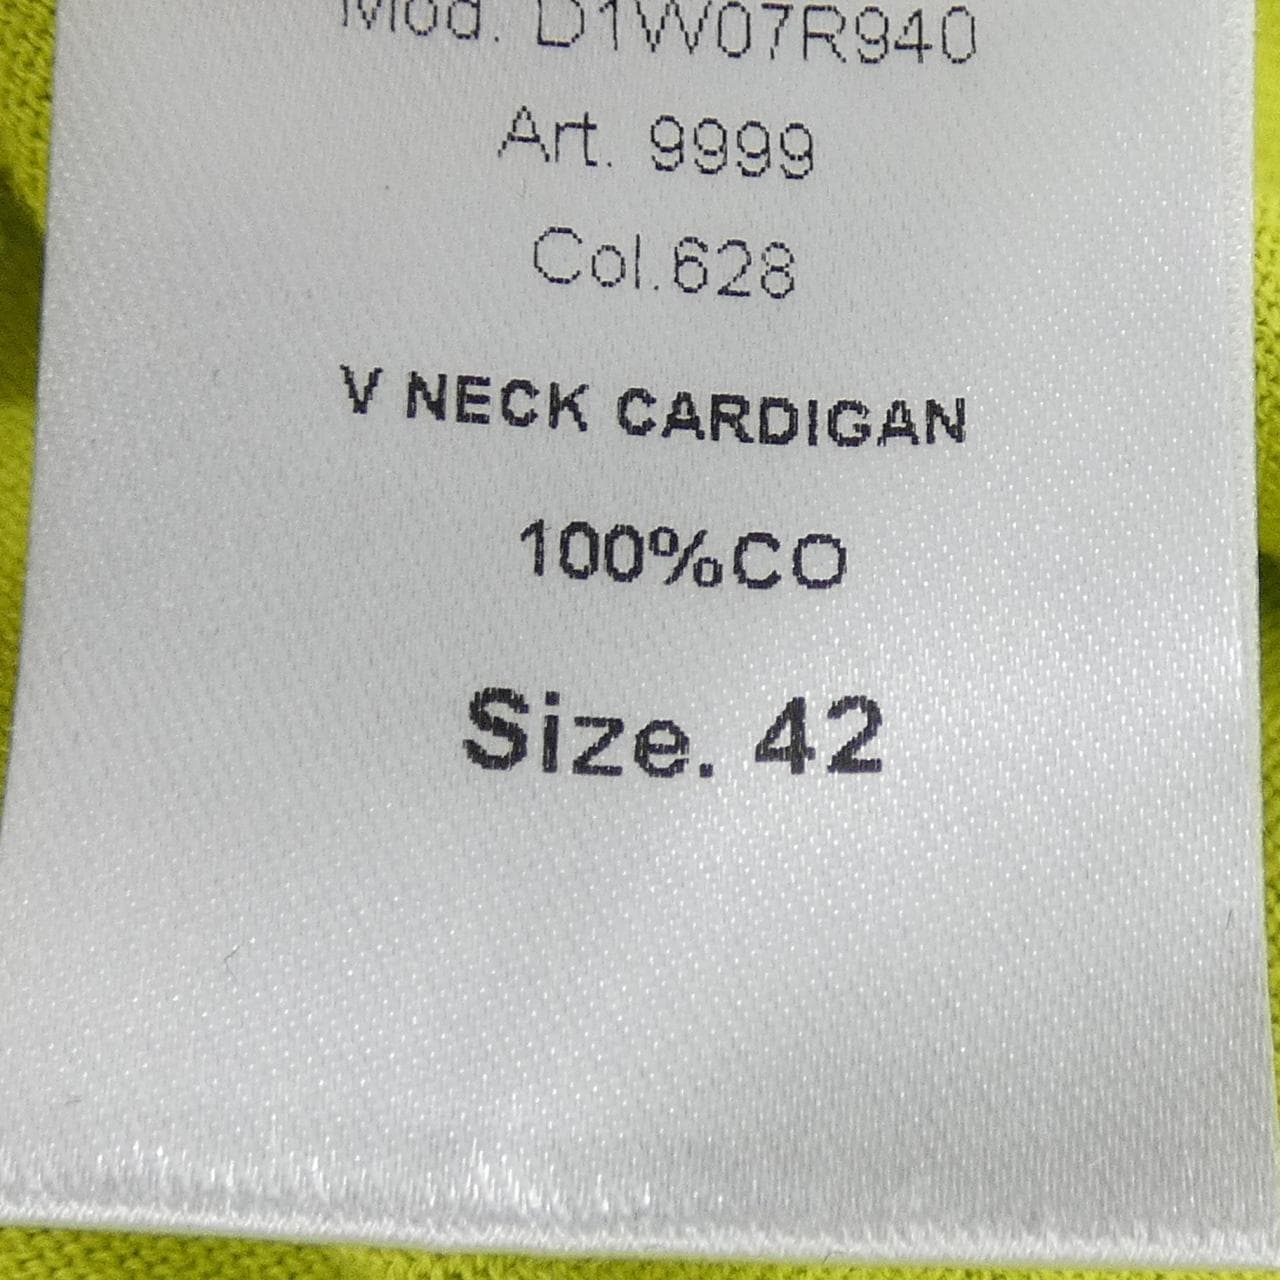 Mod. D1W07R940
Art. 9999
Col.628
V NECK CARDIGAN
100%CO
Size. 42